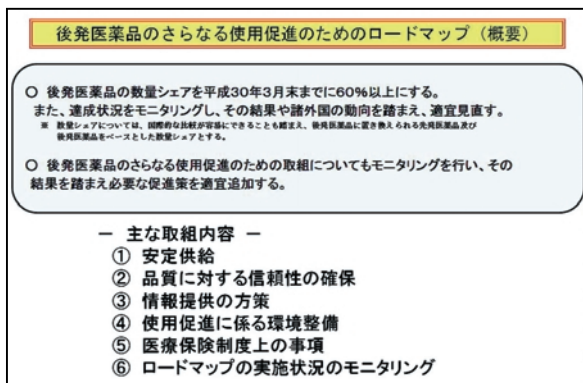 後発医薬品のさらなる使用促進のためのロードマップ（概要）
○ 後発医薬品の数量シェアを平成30年3月末までに60%以上にする。
また、達成状況をモニタリングし、その結果や諸外国の動向を踏まえ、適宜見直す。
※ 数量シェアについては、国際的な比較が容易にできることも踏まえ、後発医薬品に置き換えられる先発医薬品及び
後発医薬品をベースとした数量シェアとする。
○ 後発医薬品のさらなる使用促進のための取組についてもモニタリングを行い、その
結果を踏まえ必要な促進策を適宜追加する。
－ 主な取組内容 －
① 安定供給
② 品質に対する信頼性の確保
③ 情報提供の方策
④ 使用促進に係る環境整備
⑤ 医療保険制度上の事項
⑥ ロードマップの実施状況のモニタリング